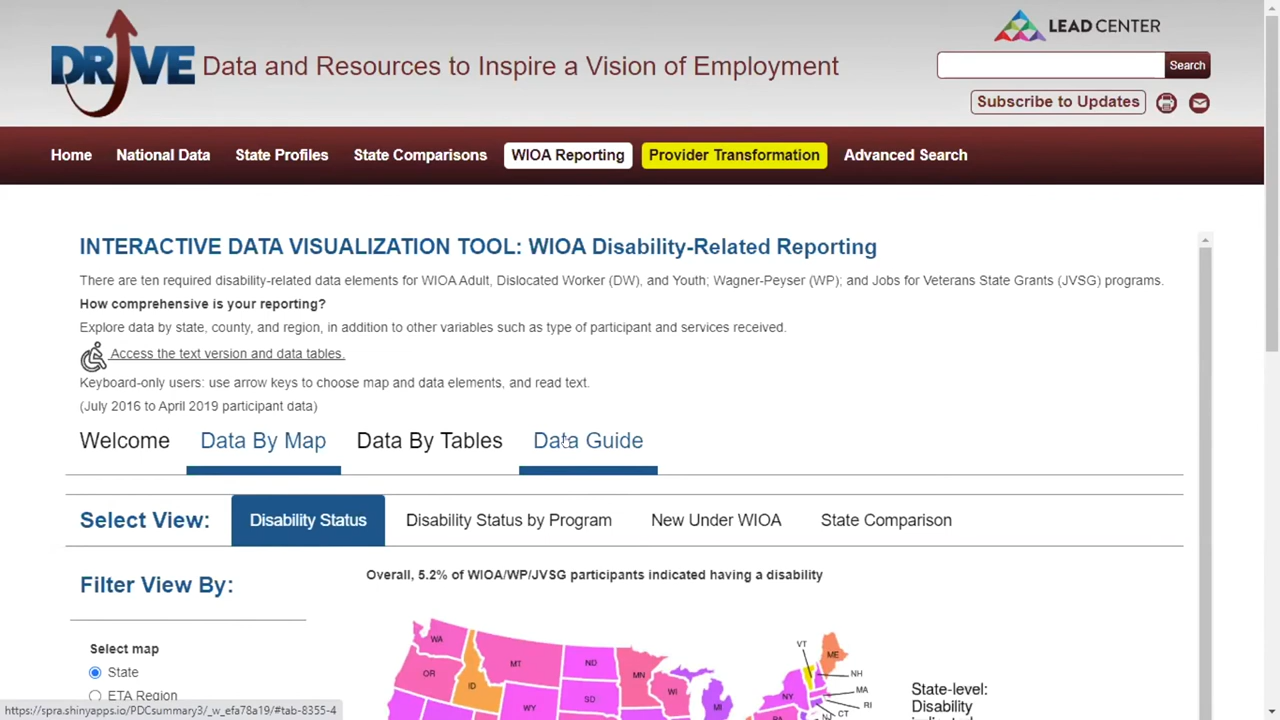 DRIVE Data and Resources to Inspire a Vision of Employment
LEAD CENTER
Search
Subscribe to Updates
Home National Data State Profiles State Comparisons WIOA Reporting Provider Transformation Advanced Search
INTERACTIVE DATA VISUALIZATION TOOL: WIOA Disability-Related Reporting
There are ten required disability-related data elements for WIOA Adult, Dislocated Worker (DW), and Youth; Wagner-Peyser (WP); and Jobs for Veterans State Grants (JVSG) programs.
How comprehensive is your reporting?
Explore data by state, county, and region, in addition to other variables such as type of participant and services received.
Access the text version and data tables.
Keyboard-only users: use arrow keys to choose map and data elements, and read text.
(July 2016 to April 2019 participant data)
Welcome Data By Map Data By Tables Data Guide
Select View: Disability Status Disability Status by Program New Under WIOA State Comparison
Filter View By:
Overall, 5.2% of WIOA/WP/JVSG participants indicated having a disability
Select map
State
ETA Region
WA
MT
ND
MN
VT
ME
OR
ID
SD
WI
NH
WY
MI
NY
MA
RI
CT
NJ
State-level:
Disability
https://spra.shinyapps.io/PDCsummary3/_w_efa78a19/#tab-8355-4